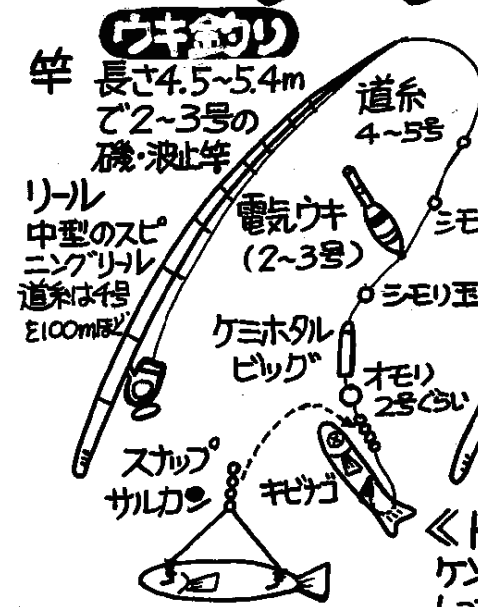 ウキ釣り
竿 長さ4.5~5.4m
で2~3号の
磯・波止竿
道糸
4~5号
リール
中型のスピ
ニングリール
道糸は4号
を100mほど
電気ウキ
(2~3号)
シモ
シモリ玉
ケミホタル
ビッグ
オモリ
2号ぐらい
スナップ
サルカン
キビナゴ
≪
ケン